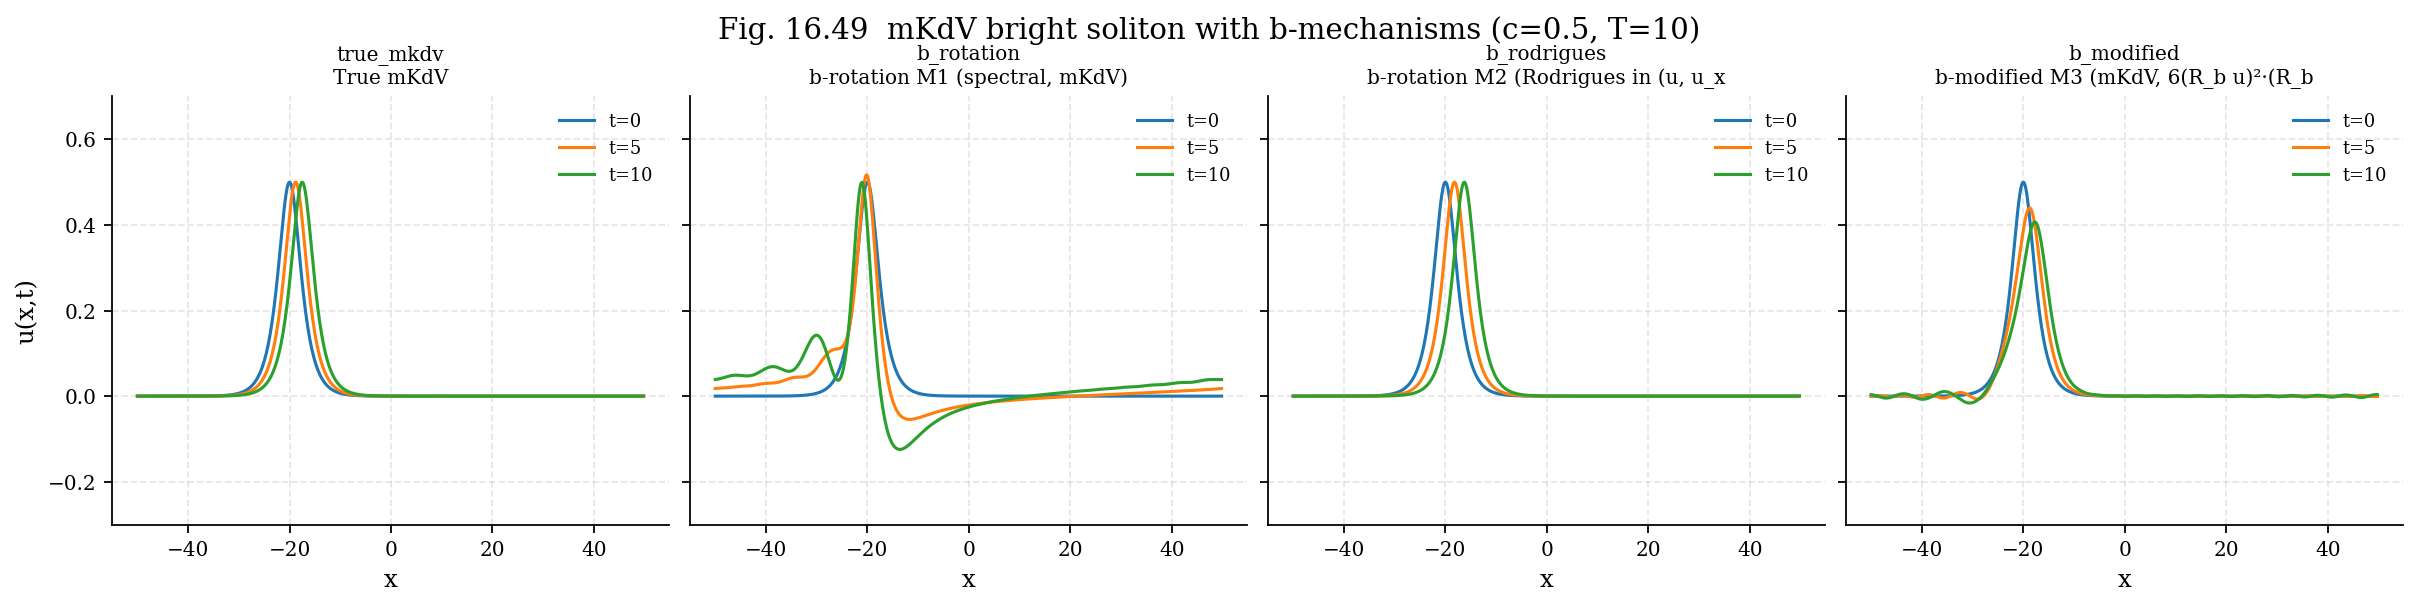 Fig. 16.49  mKdV bright soliton with b-mechanisms (c=0.5, T=10)
true_mkdv
True mKdV
b_rotation
b-rotation M1 (spectral, mKdV)
b_rodrigues
b-rotation M2 (Rodrigues in (u, u_x
b_modified
b-modified M3 (mKdV, 6(R_b u)²·(R_b
u(x,t)
0.6
0.4
0.2
0.0
−0.2
t=0
t=5
t=10
−40
−20
0
20
40
x
t=0
t=5
t=10
−40
−20
0
20
40
x
t=0
t=5
t=10
−40
−20
0
20
40
x
t=0
t=5
t=10
−40
−20
0
20
40
x